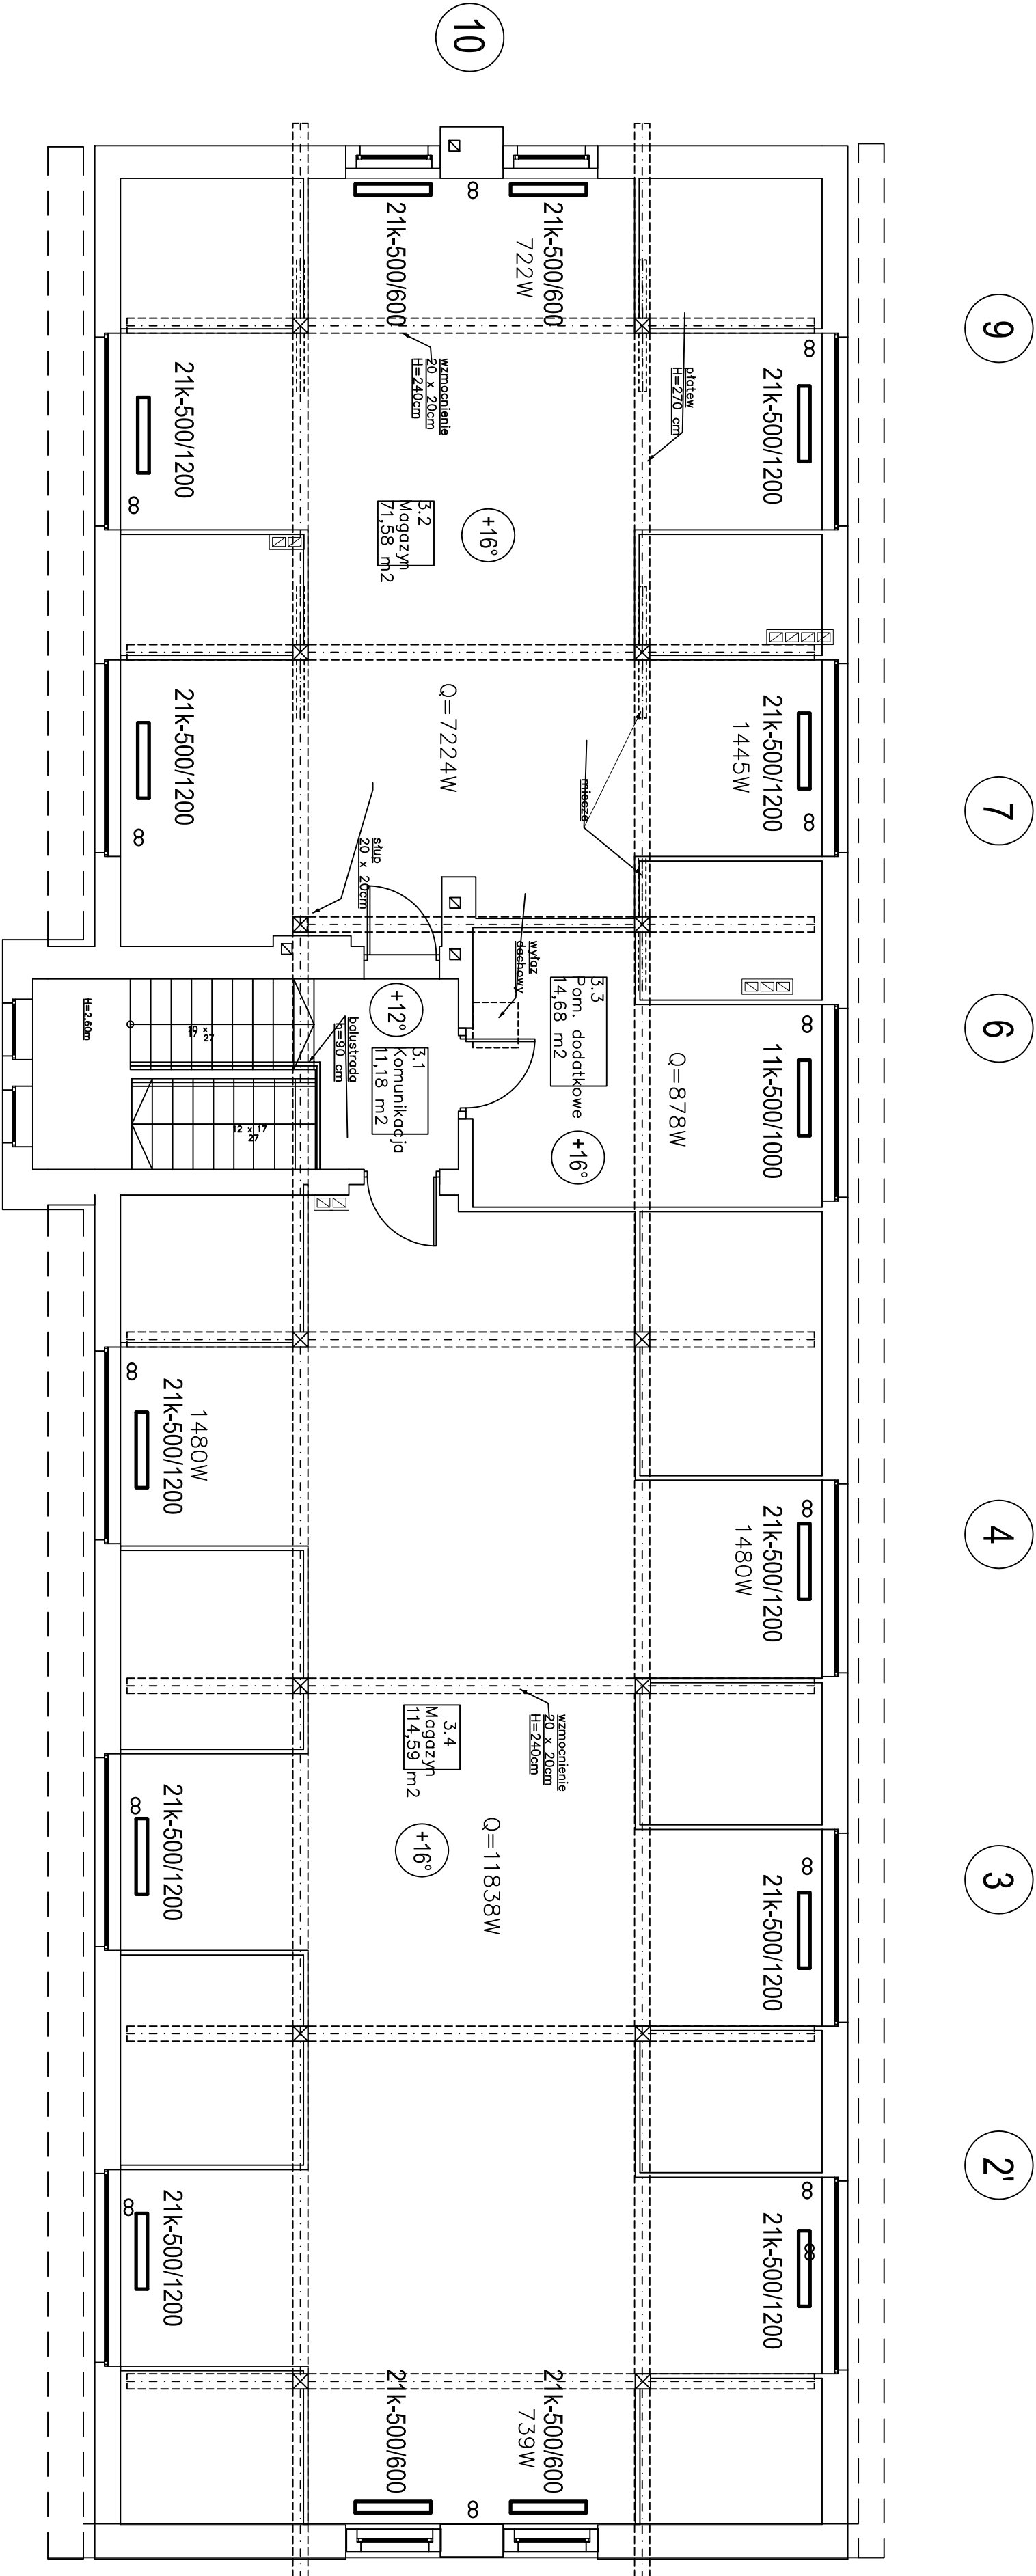 10
9
7
6
4
3
2'
21k-500/600
21k-500/600
722W
wzmocnienie
20 x 20cm
H=240cm
płatew
H=270 cm
21k-500/1200
21k-500/1200
3.2
Magazyn
71,58 m2
+16°
21k-500/1200
Q=7224W
21k-500/1200
1445W
miecze
słup
20 x 20cm
wyłaz
dachowy
3.3
Pom. dodatkowe
14,68 m2
+16°
Q=878W
11k-500/1000
+12°
3.1
Komunikacja
11,18 m2
balustrada
h=90 cm
H=2.60m
12 x 17
27
1480W
21k-500/1200
21k-500/1200
1480W
3.4
Magazyn
114,59 m2
+16°
wzmocnienie
20 x 20cm
H=240cm
Q=11838W
21k-500/1200
21k-500/1200
21k-500/1200
21k-500/1200
21k-500/600
21k-500/600
739W